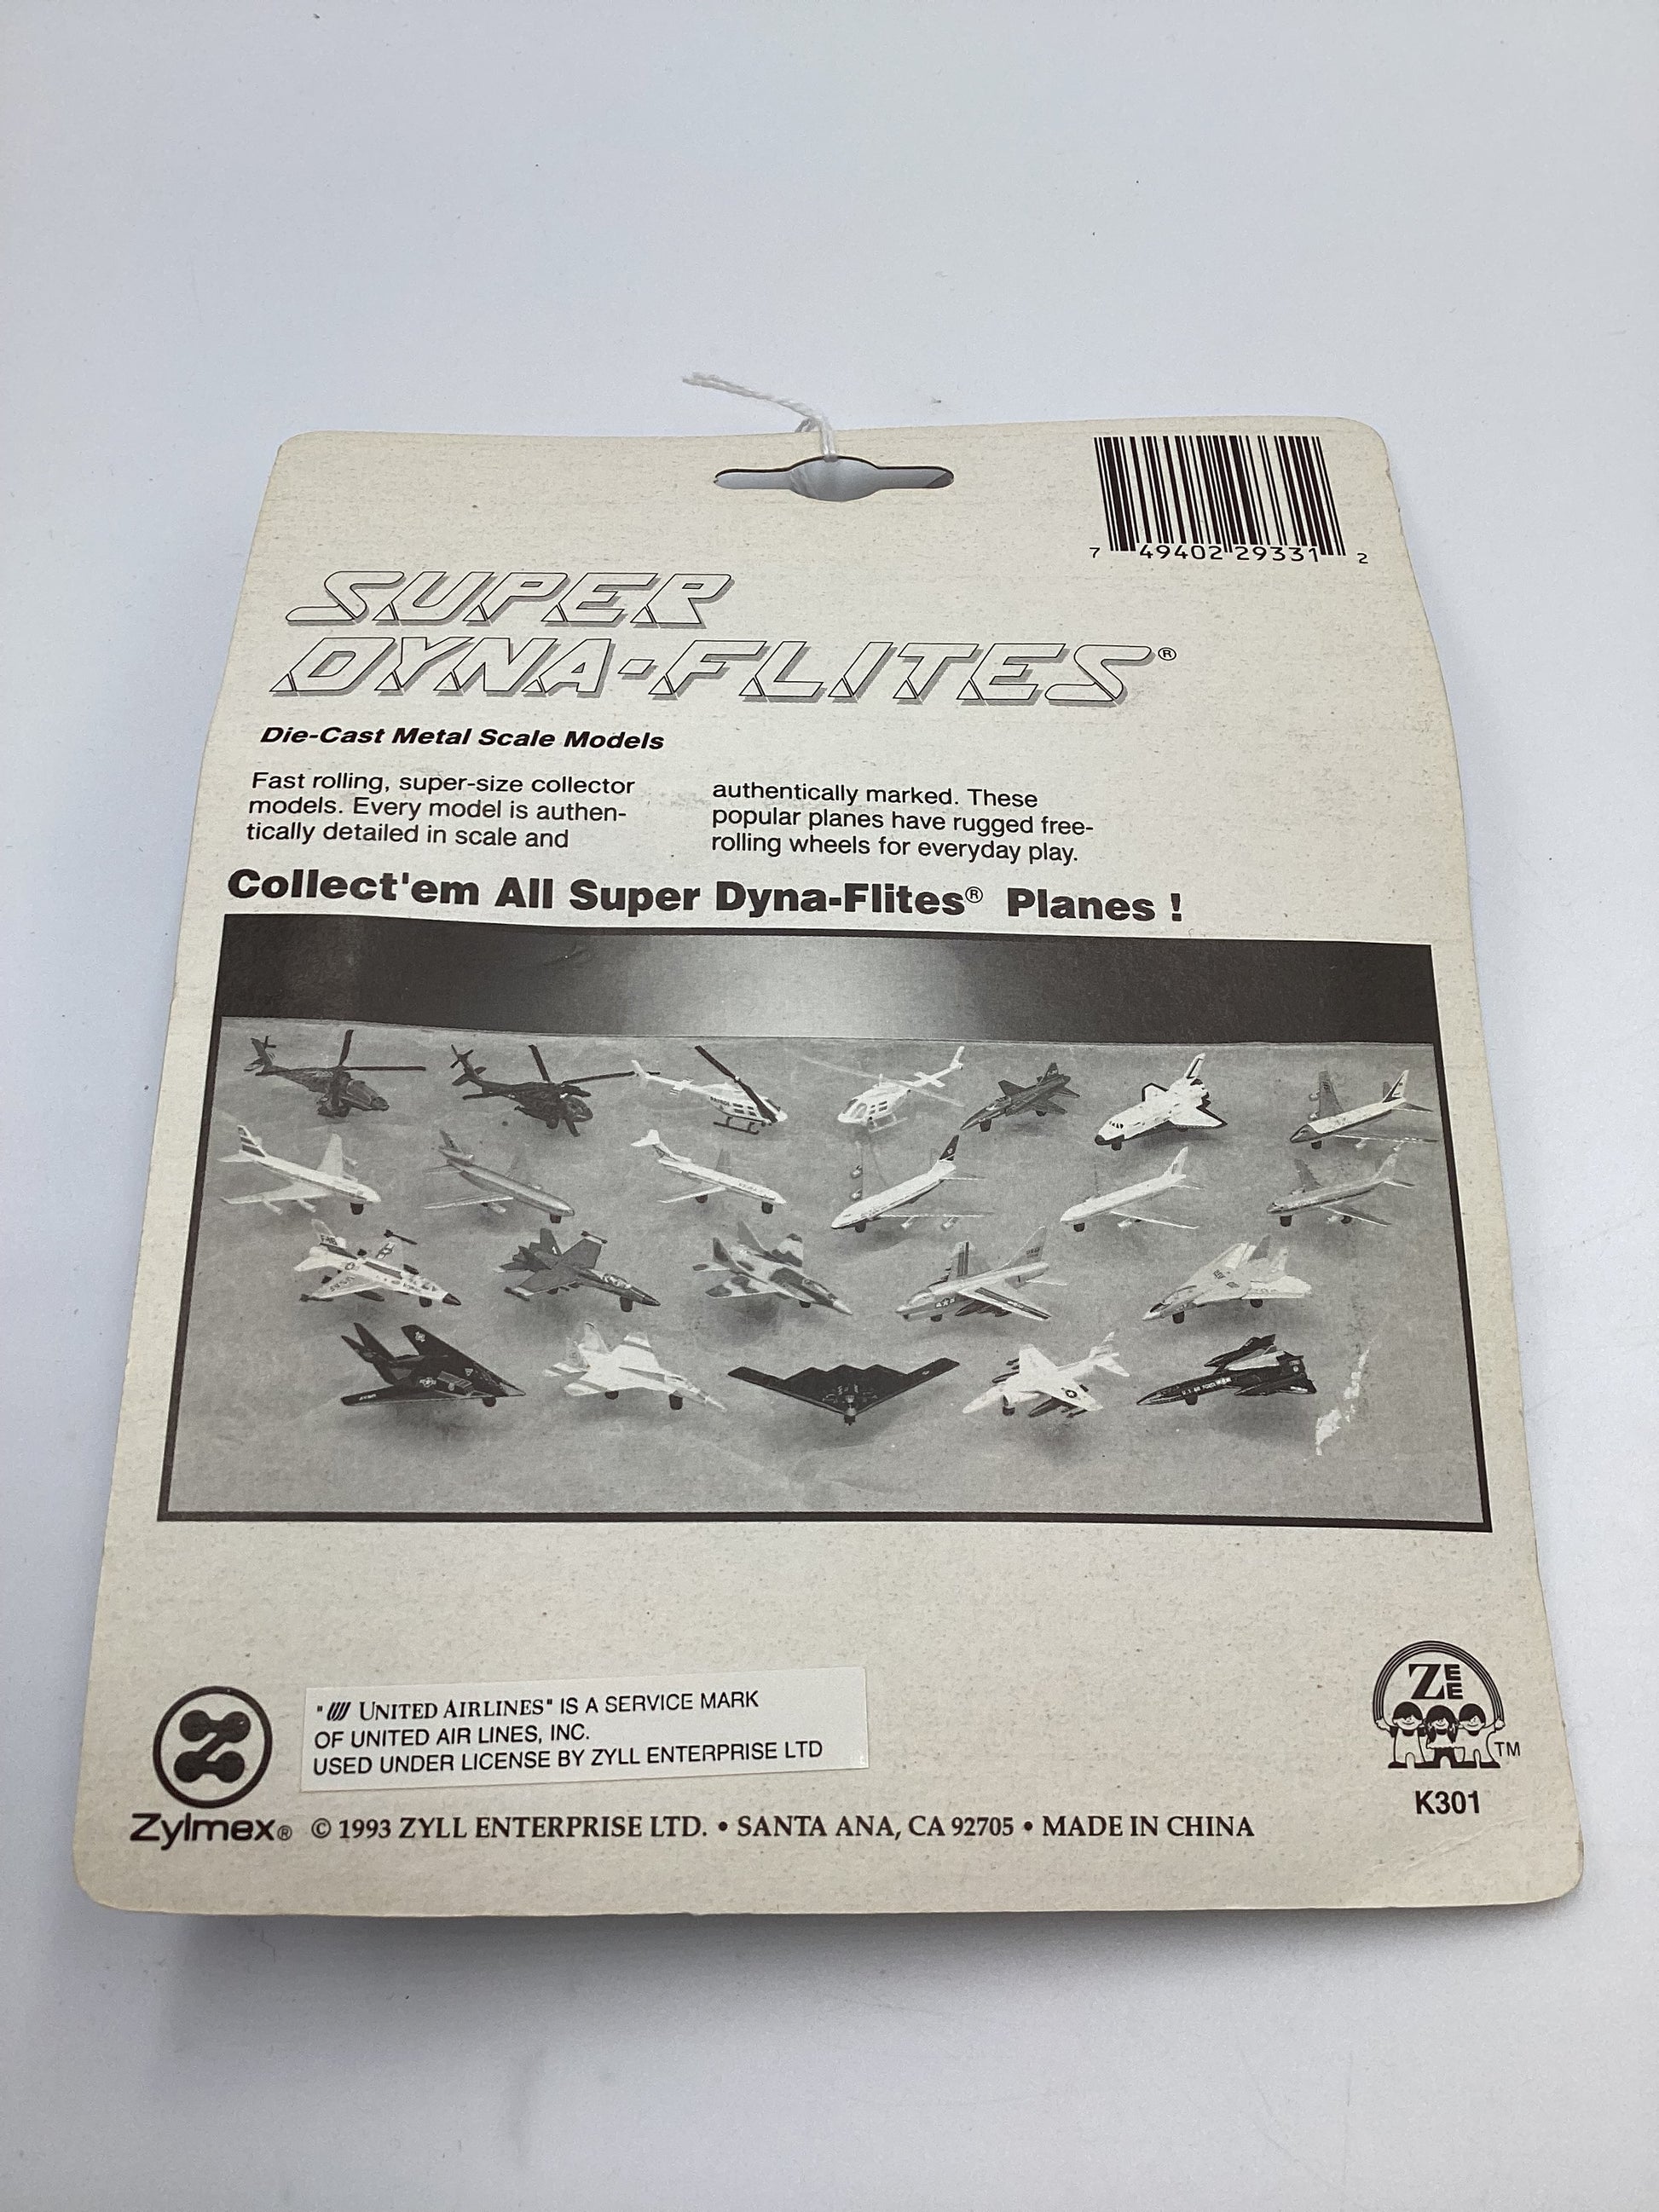 7 49402 29331 2
SUPER
DYNA-FLITES®
Die-Cast Metal Scale Models
Fast rolling, super-size collector
models. Every model is authen-
tically detailed in scale and
authentically marked. These
popular planes have rugged free-
rolling wheels for everyday play.
Collect'em All Super Dyna-Flites® Planes !
ZEE
TM
K301
"UNITED AIRLINES" IS A SERVICE MARK
OF UNITED AIR LINES, INC.
USED UNDER LICENSE BY ZYLL ENTERPRISE LTD
Zylmex® © 1993 ZYLL ENTERPRISE LTD. • SANTA ANA, CA 92705 • MADE IN CHINA